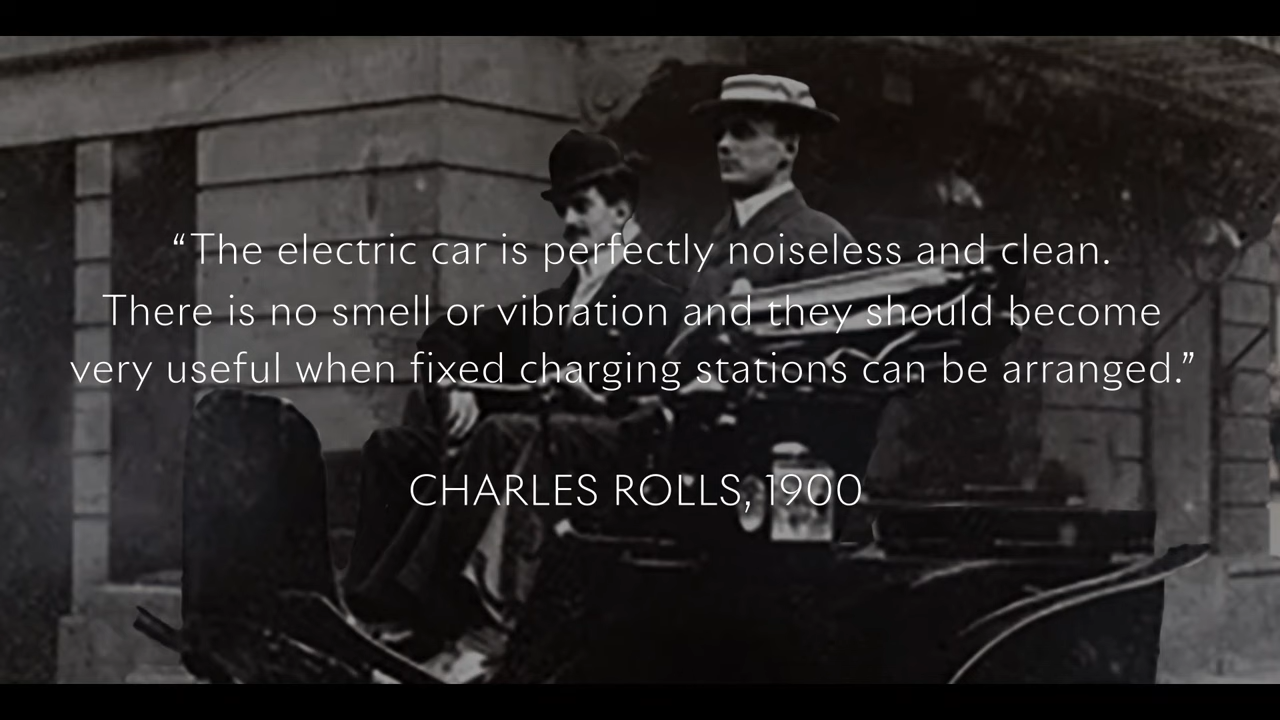 “The electric car is perfectly noiseless and clean.
There is no smell or vibration and they should become
very useful when fixed charging stations can be arranged.”
CHARLES ROLLS, 1900